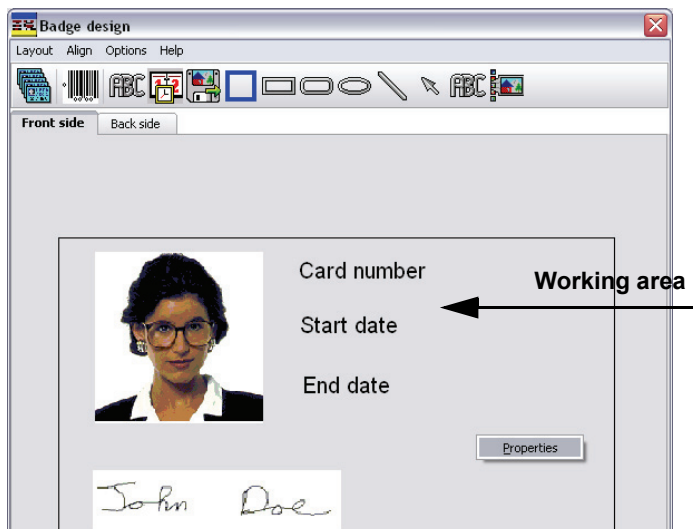 Badge design
Layout Align Options Help
ABC 12 ABC
Front side Back side
Card number
Working area
Start date
End date
Properties
John Doe